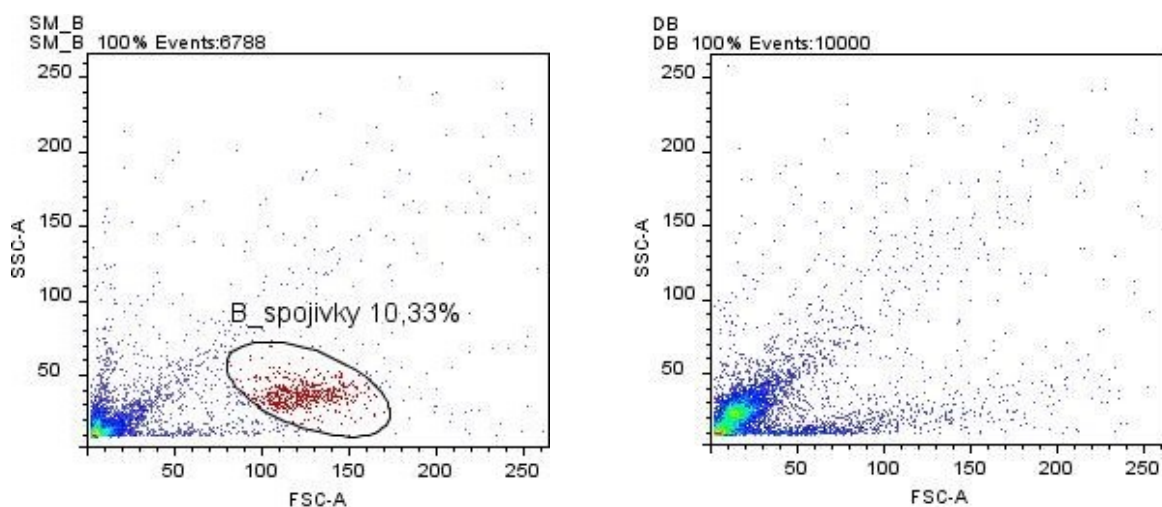 SM_B
SM_B 100% Events:6788
250
200
150
100
50
SSC-A
B_spojivky 10,33%
50 100 150 200 250
FSC-A
DB
DB 100% Events:10000
250
200
150
100
50
SSC-A
50 100 150 200 250
FSC-A